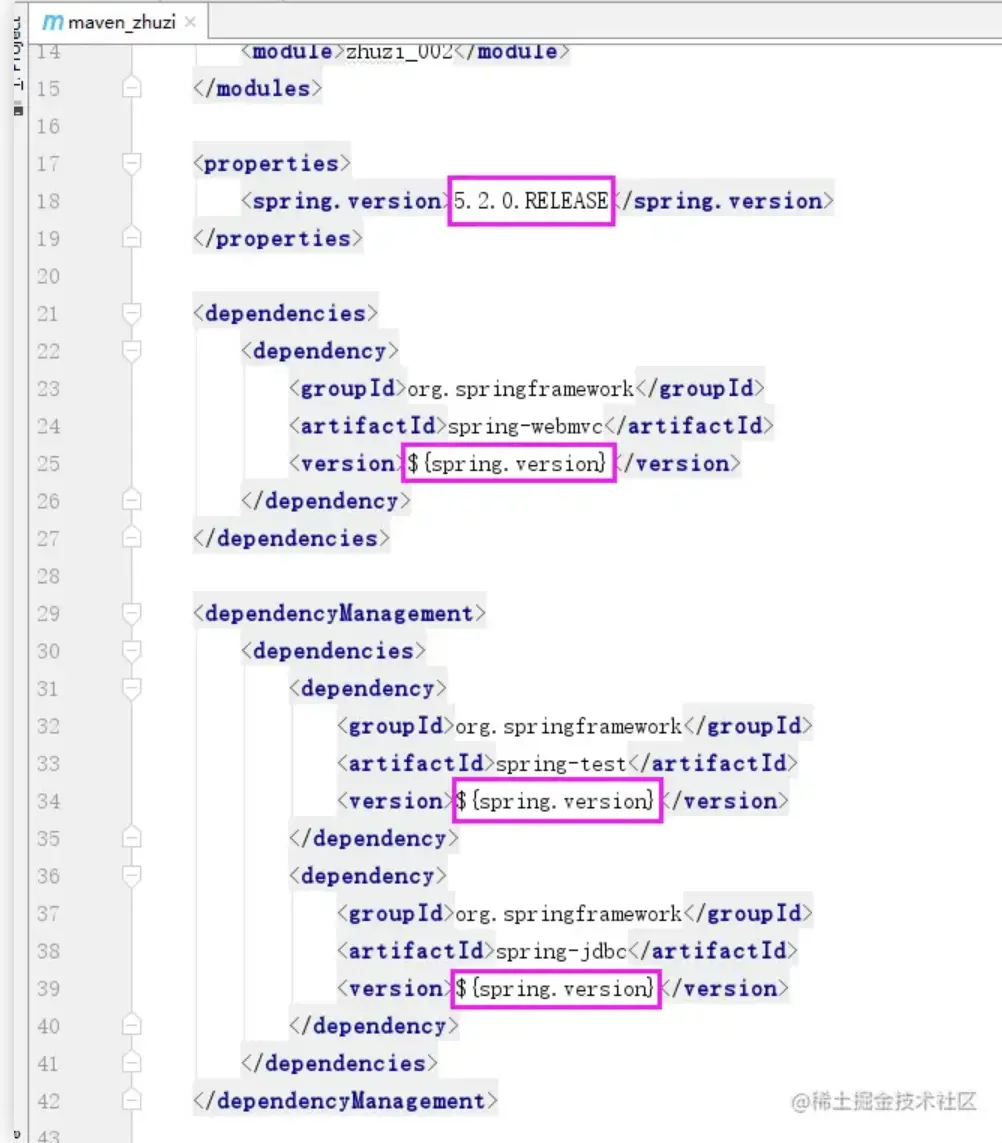 1: Project
m maven_zhuzi ×
14 <module>zhuzi_002</module>
15 </modules>
16
17 <properties>
18 <spring.version>5.2.0.RELEASE</spring.version>
19 </properties>
20
21 <dependencies>
22 <dependency>
23 <groupId>org.springframework</groupId>
24 <artifactId>spring-webmvc</artifactId>
25 <version>${spring.version}</version>
26 </dependency>
27 </dependencies>
28
29 <dependencyManagement>
30 <dependencies>
31 <dependency>
32 <groupId>org.springframework</groupId>
33 <artifactId>spring-test</artifactId>
34 <version>${spring.version}</version>
35 </dependency>
36 <dependency>
37 <groupId>org.springframework</groupId>
38 <artifactId>spring-jdbc</artifactId>
39 <version>${spring.version}</version>
40 </dependency>
41 </dependencies>
42 </dependencyManagement>
43
@稀土掘金技术社区